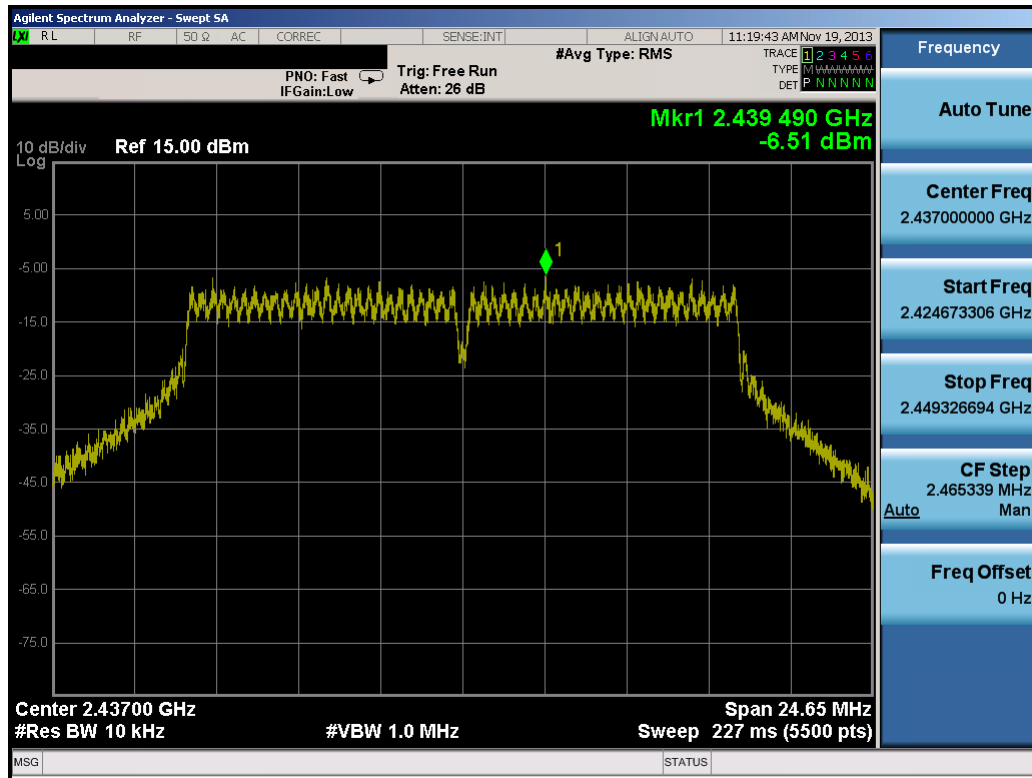 Agilent Spectrum Analyzer - Swept SA
LXI RL RF 50 Ω AC CORREC SENSE:INT ALIGN AUTO 11:19:43 AM Nov 19, 2013
#Avg Type: RMS TRACE 1 2 3 4 5 6
PNO: Fast Trig: Free Run TYPE M WWWWW
IFGain:Low Atten: 26 dB DET P N N N N N
Mkr1 2.439 490 GHz
-6.51 dBm
10 dB/div Ref 15.00 dBm
Log
1
5.00
-5.00
-15.0
-25.0
-35.0
-45.0
-55.0
-65.0
-75.0
Center 2.43700 GHz Span 24.65 MHz
#Res BW 10 kHz #VBW 1.0 MHz Sweep 227 ms (5500 pts)
MSG STATUS
Frequency
Auto Tune
Center Freq
2.437000000 GHz
Start Freq
2.424673306 GHz
Stop Freq
2.449326694 GHz
CF Step
2.465339 MHz
Auto Man
Freq Offset
0 Hz